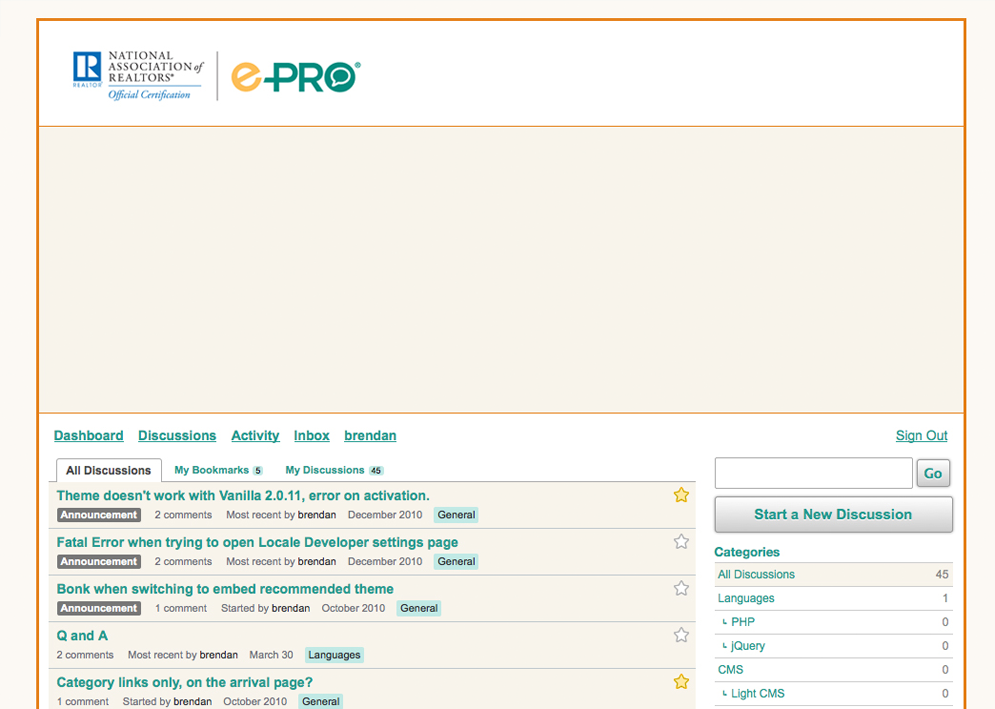 NATIONAL
ASSOCIATION of
REALTORS®
REALTOR®
Official Certification
e-PRO®
Dashboard Discussions Activity Inbox brendan Sign Out
All Discussions My Bookmarks 5 My Discussions 45
Go
Theme doesn't work with Vanilla 2.0.11, error on activation.
Announcement 2 comments Most recent by brendan December 2010 General
Start a New Discussion
Fatal Error when trying to open Locale Developer settings page
Announcement 2 comments Most recent by brendan December 2010 General
Bonk when switching to embed recommended theme
Announcement 1 comment Started by brendan October 2010 General
Q and A
2 comments Most recent by brendan March 30 Languages
Category links only, on the arrival page?
1 comment Started by brendan October 2010 General
Categories
All Discussions 45
Languages 1
PHP 0
jQuery 0
CMS 0
Light CMS 0